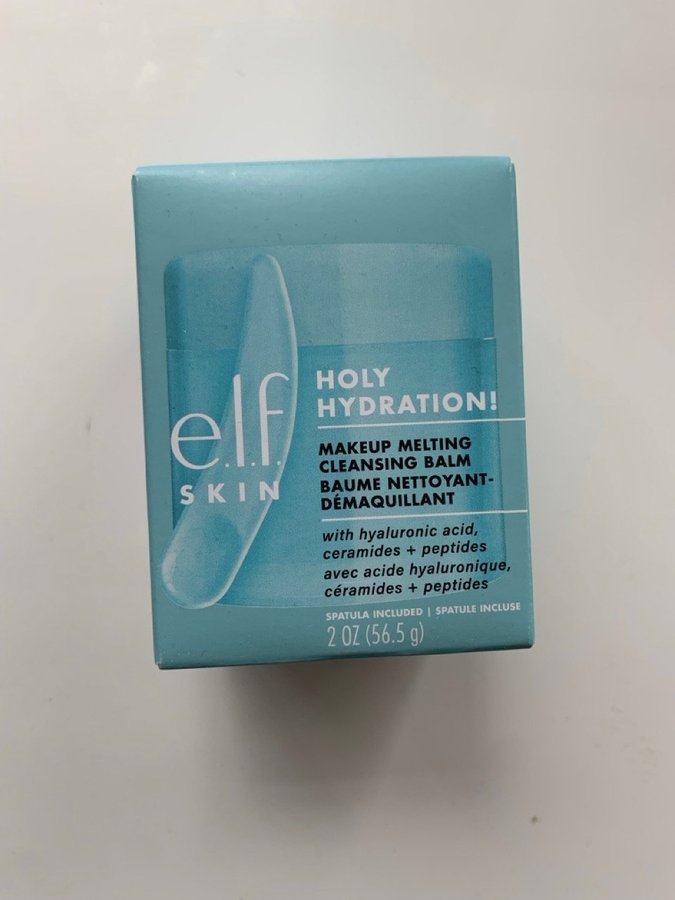 e.l.f.
SKIN
HOLY
HYDRATION!
MAKEUP MELTING
CLEANSING BALM
BAUME NETTOYANT-
DÉMAQUILLANT
with hyaluronic acid,
ceramides + peptides
avec acide hyaluronique,
céramides + peptides
SPATULA INCLUDED | SPATULE INCLUSE
2 OZ (56.5 g)